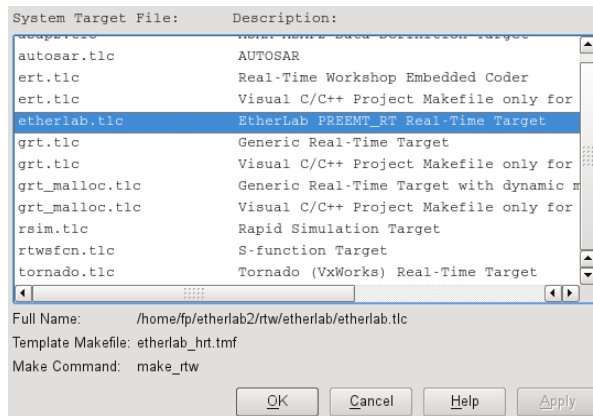 System Target File: Description:
autosar.tlc AUTOSAR
ert.tlc Real-Time Workshop Embedded Coder
ert.tlc Visual C/C++ Project Makefile only for
etherlab.tlc EtherLab PREEMT_RT Real-Time Target
grt.tlc Generic Real-Time Target
grt.tlc Visual C/C++ Project Makefile only for
grt_malloc.tlc Generic Real-Time Target with dynamic m
grt_malloc.tlc Visual C/C++ Project Makefile only for
rsim.tlc Rapid Simulation Target
rtwsfcn.tlc S-function Target
tornado.tlc Tornado (VxWorks) Real-Time Target
Full Name: /home/fp/etherlab2/rtw/etherlab/etherlab.tlc
Template Makefile: etherlab_hrt.tmf
Make Command: make_rtw
OK Cancel Help Apply